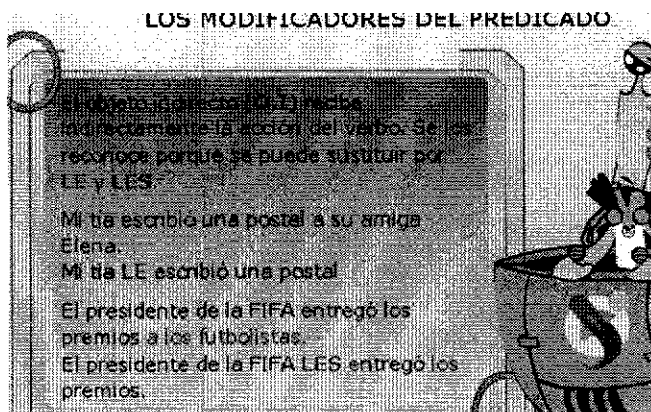 LOS MODIFICADORES DEL PREDICADO
El objeto indirecto (O.I) recibe
indirectamente la acción del verbo. Se los
reconoce porque se puede sustituir por
LE y LES
Mi tía escribió una postal a su amiga
Elena.
Mi tía LE escribió una postal
El presidente de la FIFA entregó los
premios a los futbolistas.
El presidente de la FIFA LES entregó los
premios.